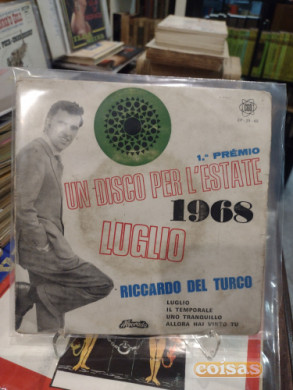 1.º PRÉMIO
UN DISCO PER L'ESTATE
1968
LUGLIO
RICCARDO DEL TURCO
LUGLIO
IL TEMPORALE
UNO TRANQUILLO
ALLORA HAI VISTO TU
coisas